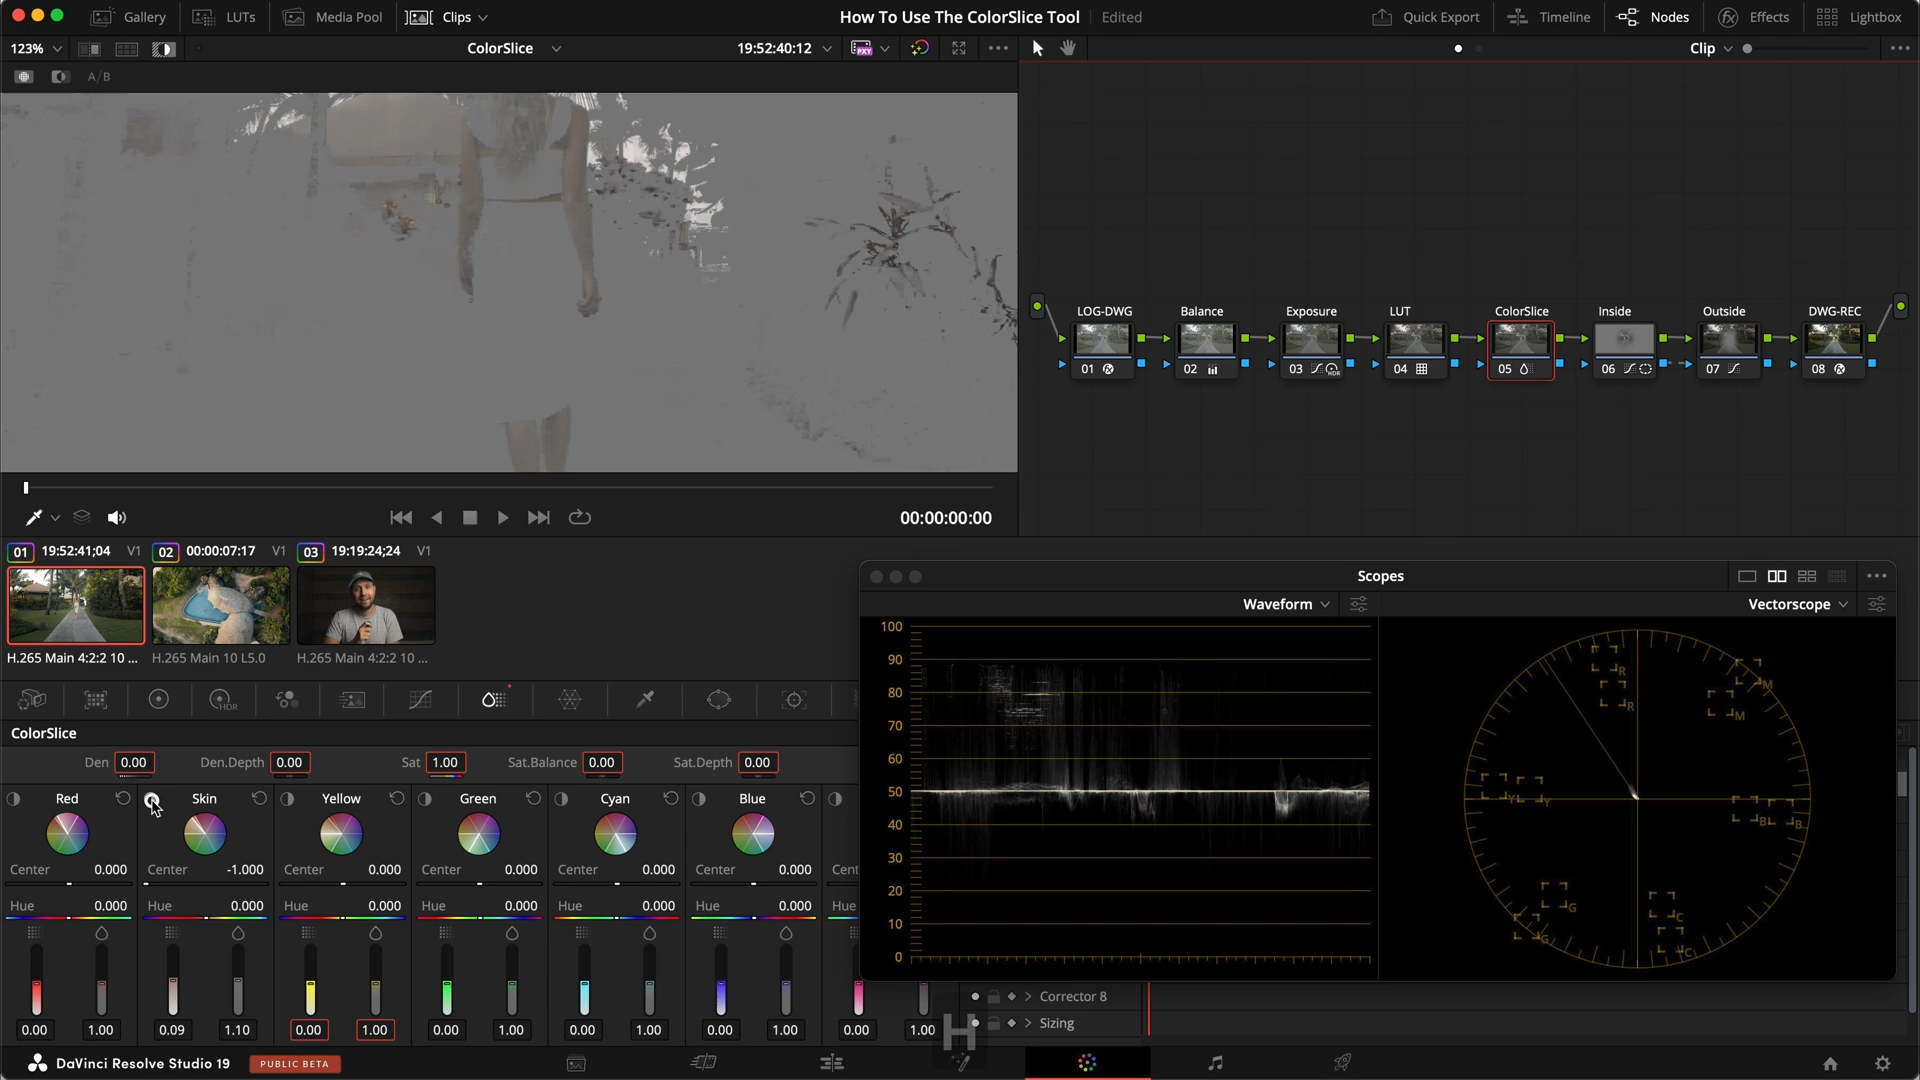 Gallery LUTs Media Pool Clips How To Use The ColorSlice Tool Edited Quick Export Timeline Nodes Effects Lightbox
123% ColorSlice 19:52:40:12 PXY Clip
A/B
LOG-DWG Balance Exposure LUT ColorSlice Inside Outside DWG-REC
01 02 03 HDR 04 05 06 07 08
00:00:00:00
01 19:52:41;04 V1 02 00:00:07:17 V1 03 19:19:24;24 V1
H.265 Main 4:2:2 10 ... H.265 Main 10 L5.0 H.265 Main 4:2:2 10 ...
Scopes
Waveform Vectorscope
100
90
80
70
60
50
40
30
20
10
0
R
R
M
M
Y
Y
B
B
G
G
C
C
HDR
ColorSlice
Den 0.00 Den.Depth 0.00 Sat 1.00 Sat.Balance 0.00 Sat.Depth 0.00
Red Skin Yellow Green Cyan Blue
Center 0.000 Center -1.000 Center 0.000 Center 0.000 Center 0.000 Center 0.000 Cent
Hue 0.000 Hue 0.000 Hue 0.000 Hue 0.000 Hue 0.000 Hue 0.000 Hue
0.00 1.00 0.09 1.10 0.00 1.00 0.00 1.00 0.00 1.00 0.00 1.00 0.00 1.00
Corrector 8
Sizing
H
DaVinci Resolve Studio 19 PUBLIC BETA